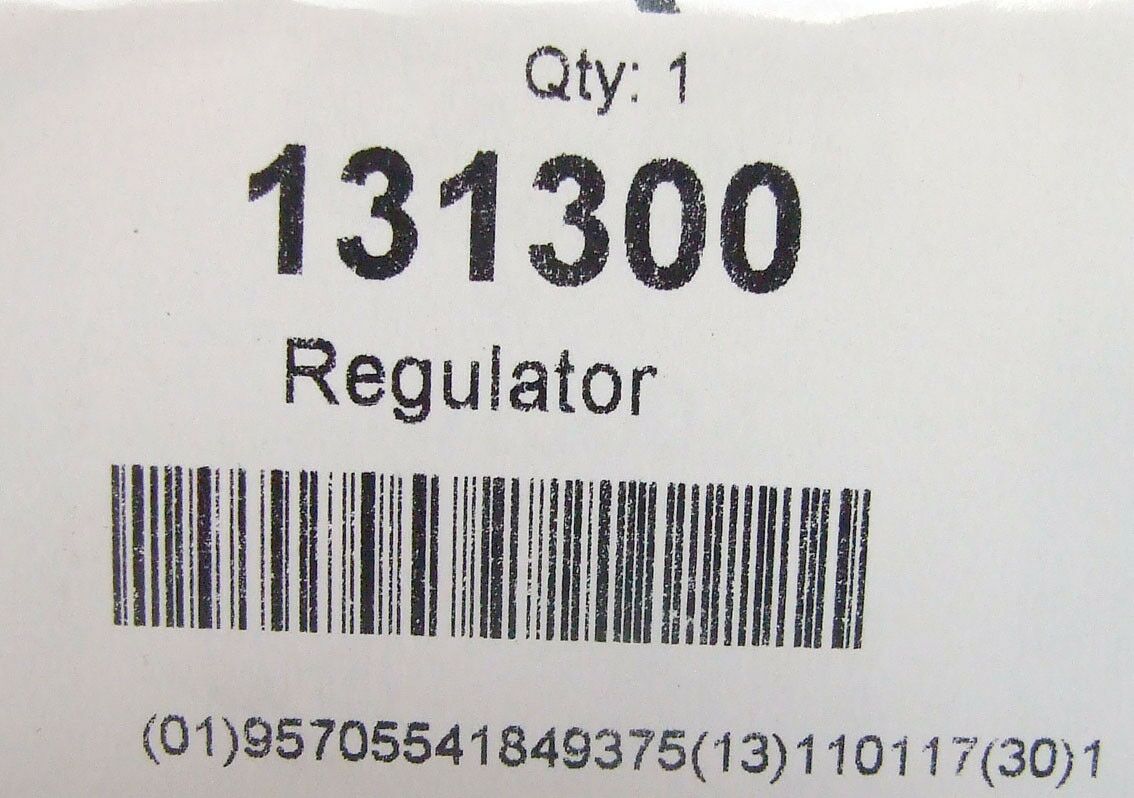 Qty: 1
131300
Regulator
(01)95705541849375(13)110117(30)1